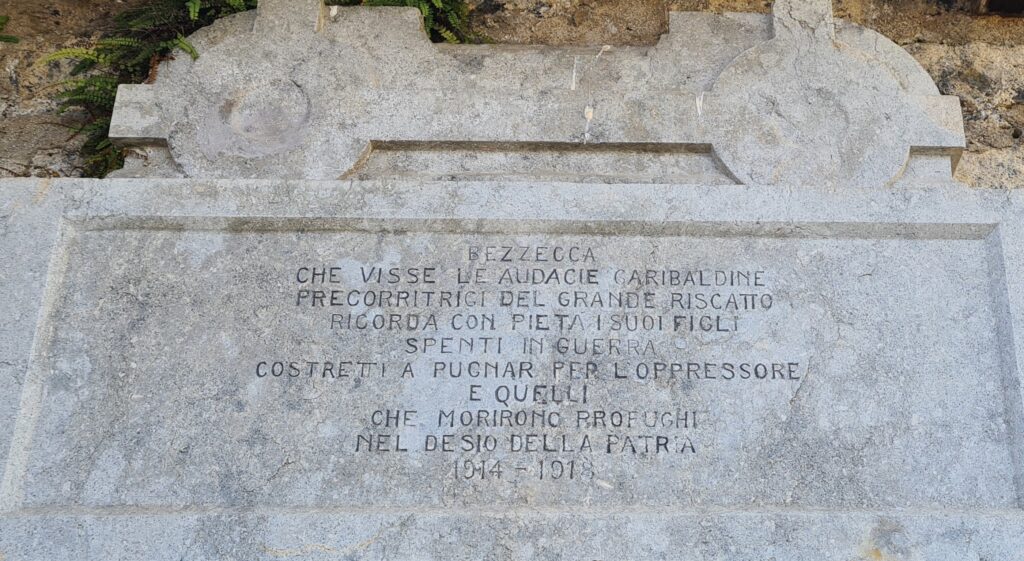 BEZZECCA
CHE VISSE LE AUDACIE GARIBALDINE
PRECORRITRICI DEL GRANDE RISCATTO
RICORDA CON PIETA I SUOI FIGLI
SPENTI IN GUERRA
COSTRETTI A PUGNAR PER L'OPPRESSORE
E QUELLI
CHE MORIRONO PROFUGHI
NEL DESIO DELLA PATRIA
1914 - 1918